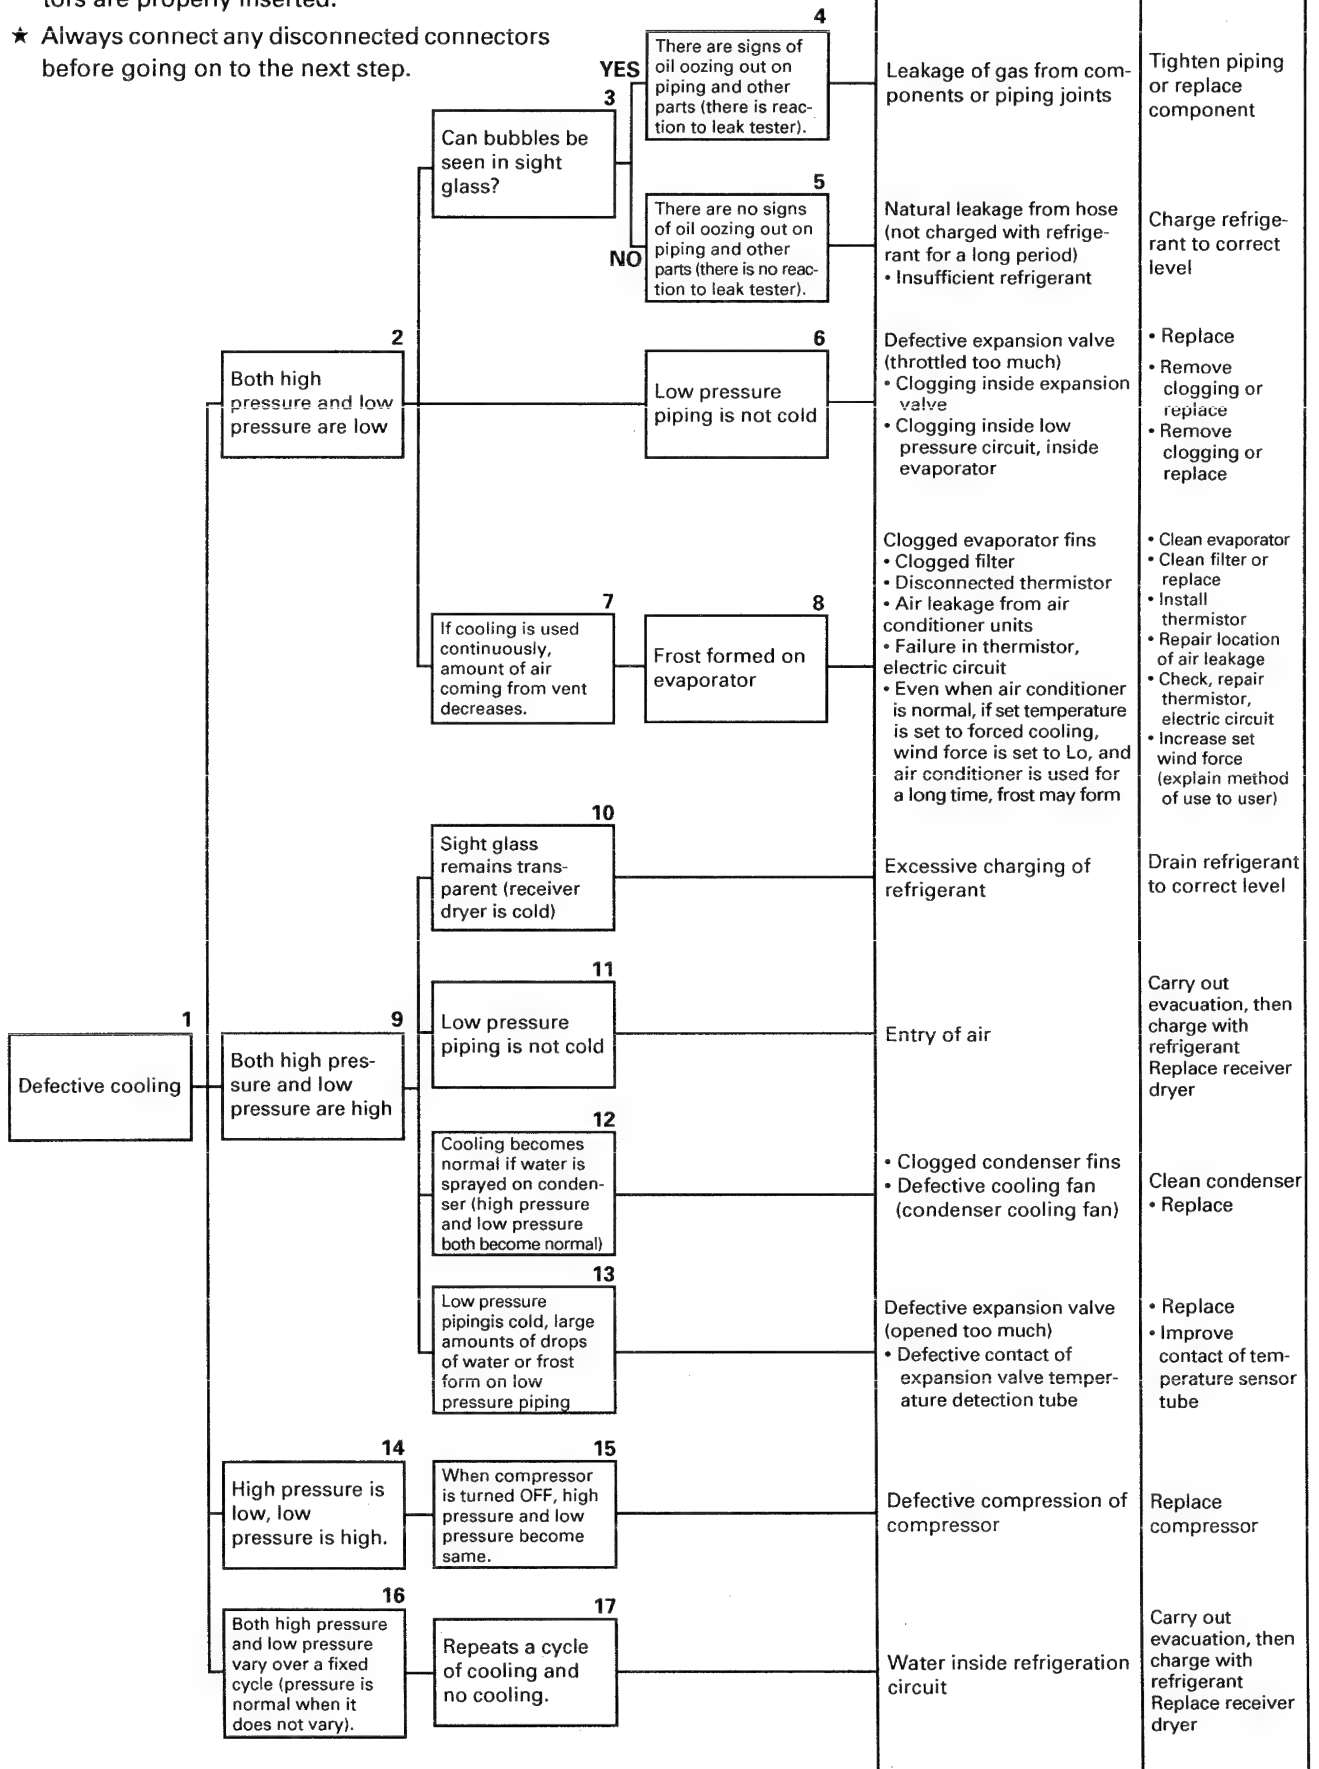 tors are properly inserted.
★ Always connect any disconnected connectors
before going on to the next step.
1
Defective cooling
2
Both high
pressure and low
pressure are low
3
Can bubbles be
seen in sight
glass?
YES
4
There are signs of
oil oozing out on
piping and other
parts (there is reac-
tion to leak tester).
Leakage of gas from com-
ponents or piping joints
Tighten piping
or replace
component
NO
5
There are no signs
of oil oozing out on
piping and other
parts (there is no reac-
tion to leak tester).
Natural leakage from hose
(not charged with refrige-
rant for a long period)
• Insufficient refrigerant
Charge refrige-
rant to correct
level
6
Low pressure
piping is not cold
Defective expansion valve
(throttled too much)
• Clogging inside expansion
valve
• Clogging inside low
pressure circuit, inside
evaporator
• Replace
• Remove
clogging or
replace
• Remove
clogging or
replace
7
If cooling is used
continuously,
amount of air
coming from vent
decreases.
8
Frost formed on
evaporator
Clogged evaporator fins
• Clogged filter
• Disconnected thermistor
• Air leakage from air
conditioner units
• Failure in thermistor,
electric circuit
• Even when air conditioner
is normal, if set temperature
is set to forced cooling,
wind force is set to Lo, and
air conditioner is used for
a long time, frost may form
• Clean evaporator
• Clean filter or
replace
• Install
thermistor
• Repair location
of air leakage
• Check, repair
thermistor,
electric circuit
• Increase set
wind force
(explain method
of use to user)
9
Both high pres-
sure and low
pressure are high
10
Sight glass
remains trans-
parent (receiver
dryer is cold)
Excessive charging of
refrigerant
Drain refrigerant
to correct level
11
Low pressure
piping is not cold
Entry of air
Carry out
evacuation, then
charge with
refrigerant
Replace receiver
dryer
12
Cooling becomes
normal if water is
sprayed on conden-
ser (high pressure
and low pressure
both become normal)
• Clogged condenser fins
• Defective cooling fan
(condenser cooling fan)
Clean condenser
• Replace
13
Low pressure
pipingis cold, large
amounts of drops
of water or frost
form on low
pressure piping
Defective expansion valve
(opened too much)
• Defective contact of
expansion valve temper-
ature detection tube
• Replace
• Improve
contact of tem-
perature sensor
tube
14
High pressure is
low, low
pressure is high.
15
When compressor
is turned OFF, high
pressure and low
pressure become
same.
Defective compression of
compressor
Replace
compressor
16
Both high pressure
and low pressure
vary over a fixed
cycle (pressure is
normal when it
does not vary).
17
Repeats a cycle
of cooling and
no cooling.
Water inside refrigeration
circuit
Carry out
evacuation, then
charge with
refrigerant
Replace receiver
dryer